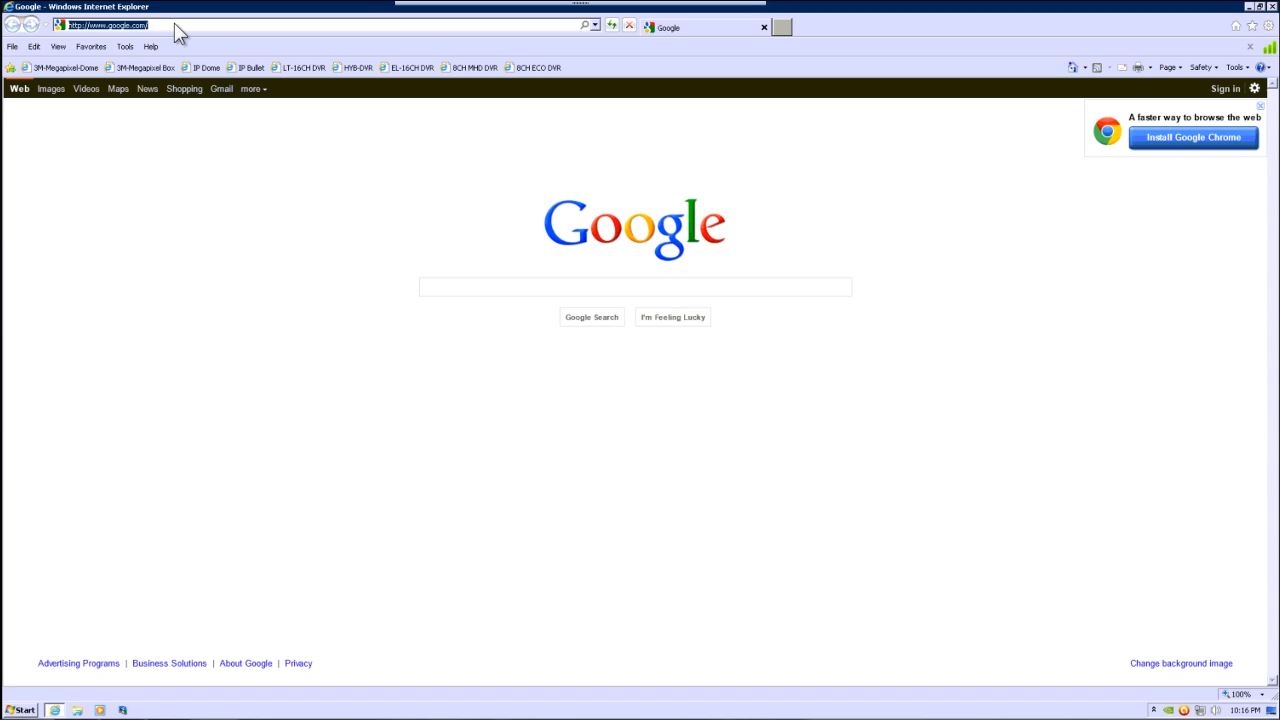 Google - Windows Internet Explorer
http://www.google.com/
Google
File Edit View Favorites Tools Help
3M-Megapixel-Dome 3M-Megapixel Box IP Dome IP Bullet LT-16CH DVR HYB-DVR EL-16CH DVR 8CH MHD DVR 8CH ECO DVR
Page Safety Tools
Web Images Videos Maps News Shopping Gmail more
Sign in
A faster way to browse the web
Install Google Chrome
Google
Google Search I'm Feeling Lucky
Advertising Programs | Business Solutions | About Google | Privacy
Change background image
100%
Start
10:16 PM